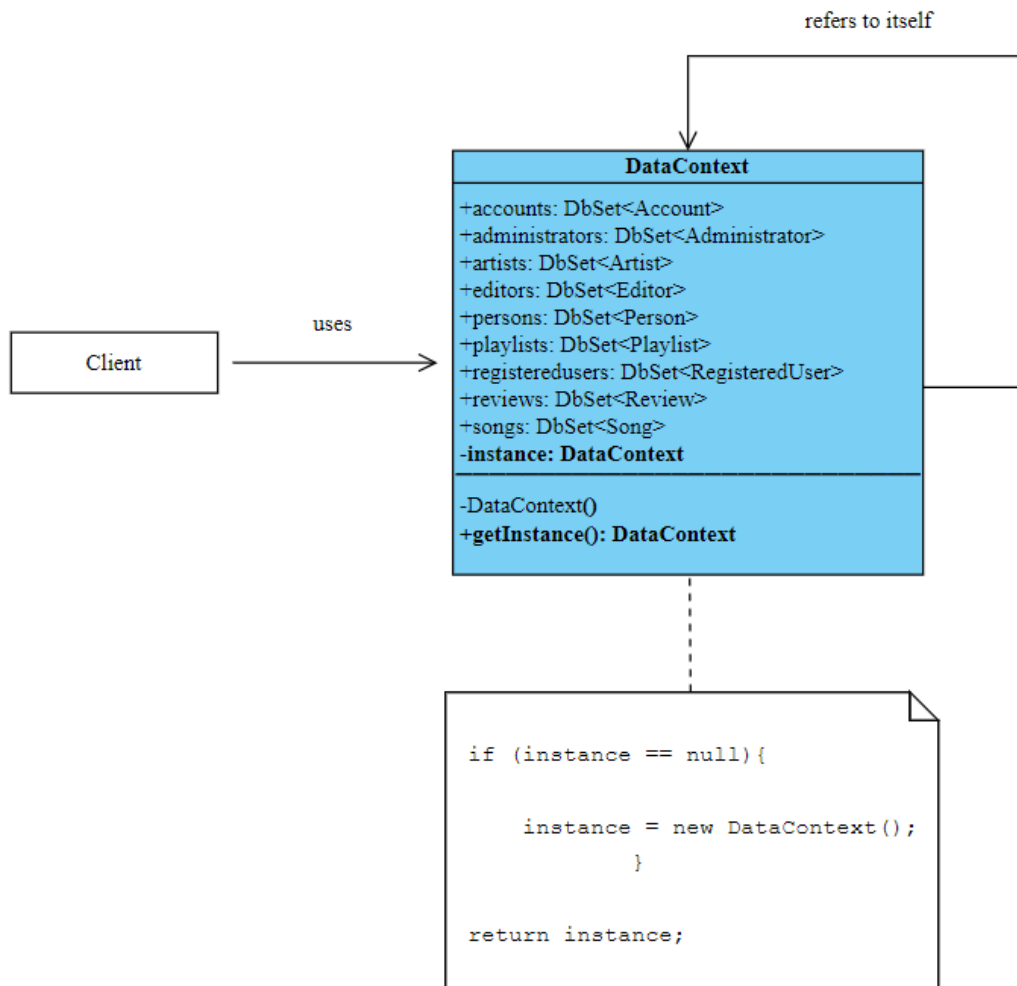 refers to itself
DataContext
+accounts: DbSet<Account>
+administrators: DbSet<Administrator>
+artists: DbSet<Artist>
+editors: DbSet<Editor>
+persons: DbSet<Person>
uses
+playlists: DbSet<Playlist>
Client
+registeredusers: DbSet<RegisteredUser>
+reviews: DbSet<Review>
+songs: DbSet<Song>
-instance: DataContext
-DataContext()
+getInstance(): DataContext
if (instance == null){
instance = new DataContext();
}
return instance;